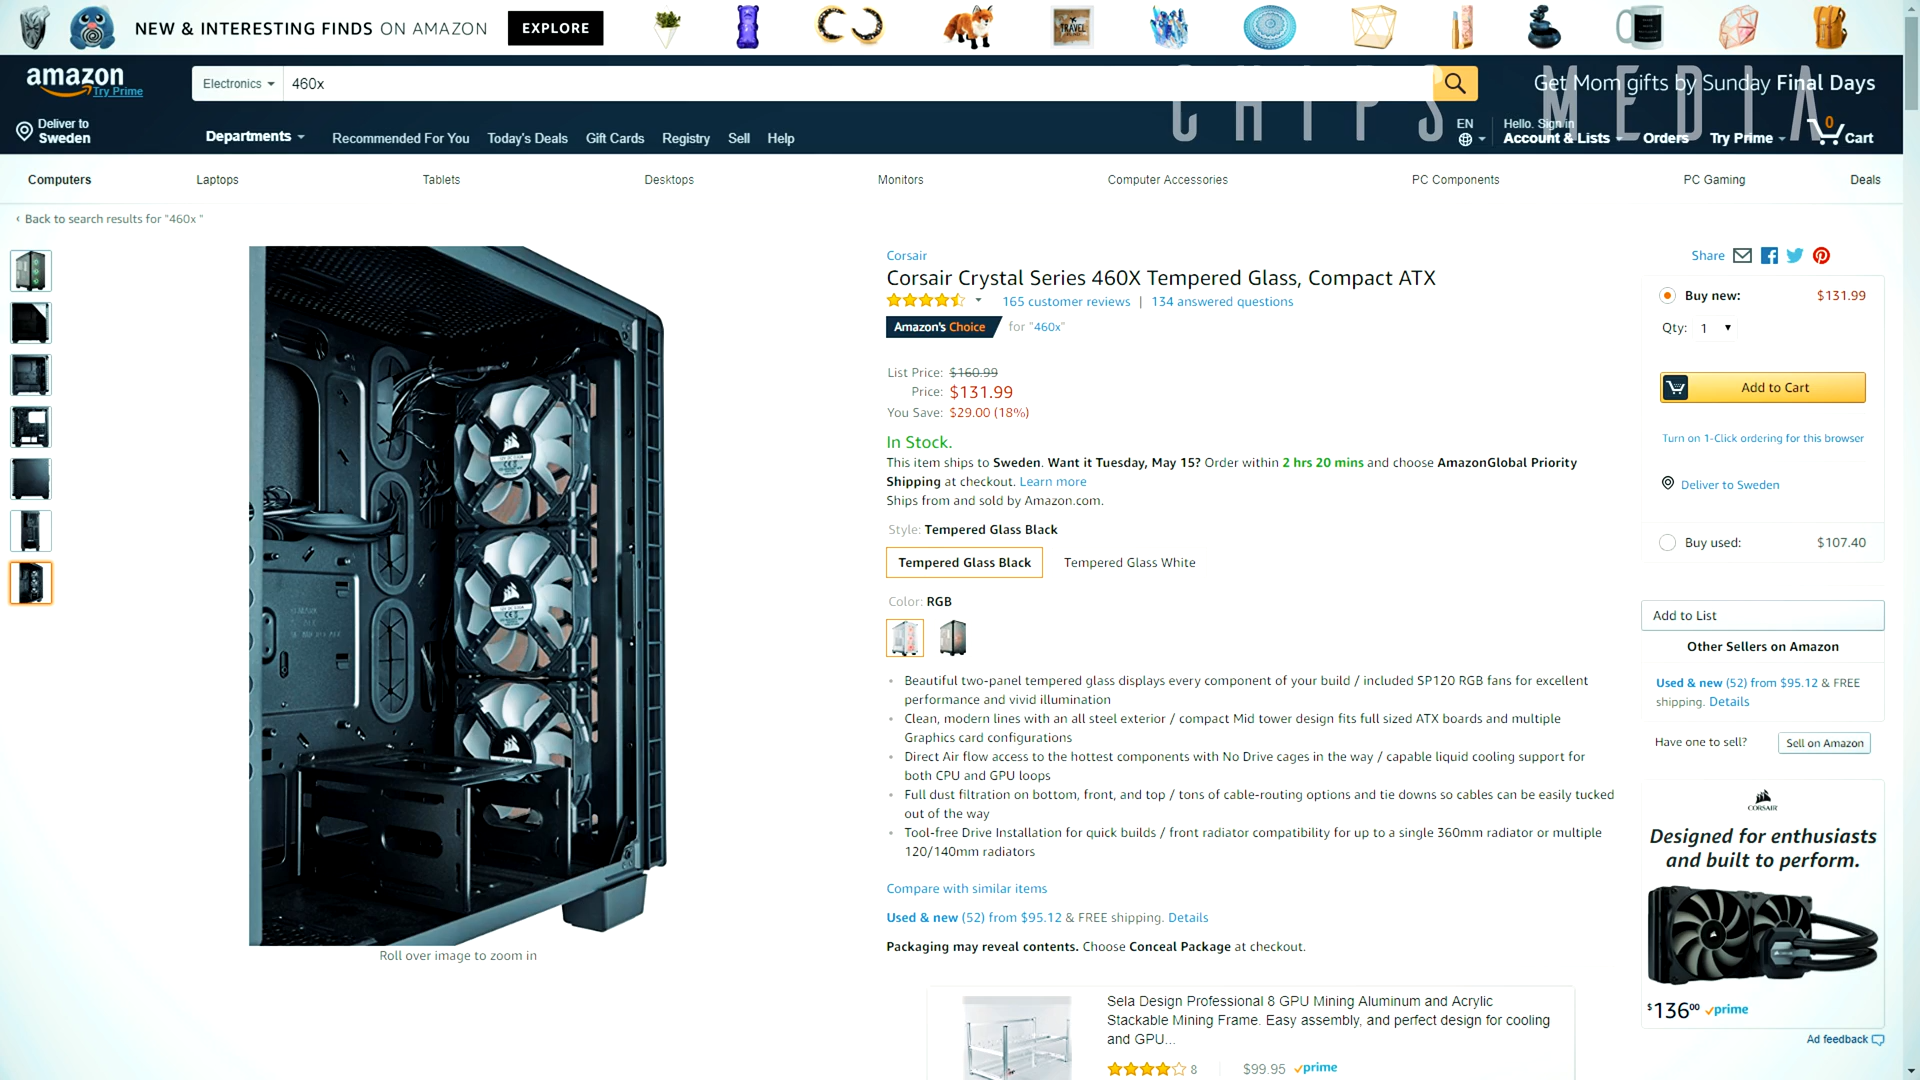 NEW & INTERESTING FINDS ON AMAZON EXPLORE
TRAVEL
amazon
Try Prime
Electronics
460x
Get Mom gifts by Sunday Final Days
CHIPS MEDIA
Deliver to
Sweden
Departments
Recommended For You Today's Deals Gift Cards Registry Sell Help
EN
Hello. Sign in
Account & Lists
Orders
Try Prime
0
Cart
Computers Laptops Tablets Desktops Monitors Computer Accessories PC Components PC Gaming Deals
‹ Back to search results for "460x "
Corsair
Corsair Crystal Series 460X Tempered Glass, Compact ATX
165 customer reviews | 134 answered questions
Amazon's Choice for "460x"
List Price: $160.99
Price: $131.99
You Save: $29.00 (18%)
In Stock.
This item ships to Sweden. Want it Tuesday, May 15? Order within 2 hrs 20 mins and choose AmazonGlobal Priority
Shipping at checkout. Learn more
Ships from and sold by Amazon.com.
Style: Tempered Glass Black
Tempered Glass Black Tempered Glass White
Color: RGB
• Beautiful two-panel tempered glass displays every component of your build / included SP120 RGB fans for excellent
performance and vivid illumination
• Clean, modern lines with an all steel exterior / compact Mid tower design fits full sized ATX boards and multiple
Graphics card configurations
• Direct Air flow access to the hottest components with No Drive cages in the way / capable liquid cooling support for
both CPU and GPU loops
• Full dust filtration on bottom, front, and top / tons of cable-routing options and tie downs so cables can be easily tucked
out of the way
• Tool-free Drive Installation for quick builds / front radiator compatibility for up to a single 360mm radiator or multiple
120/140mm radiators
Compare with similar items
Used & new (52) from $95.12 & FREE shipping. Details
Packaging may reveal contents. Choose Conceal Package at checkout.
Roll over image to zoom in
Sela Design Professional 8 GPU Mining Aluminum and Acrylic
Stackable Mining Frame. Easy assembly, and perfect design for cooling
and GPU...
8
$99.95 prime
Share
Buy new: $131.99
Qty: 1
Add to Cart
Turn on 1-Click ordering for this browser
Deliver to Sweden
Buy used: $107.40
Add to List
Other Sellers on Amazon
Used & new (52) from $95.12 & FREE
shipping. Details
Have one to sell? Sell on Amazon
CORSAIR
Designed for enthusiasts
and built to perform.
$136⁰⁰ prime
Ad feedback